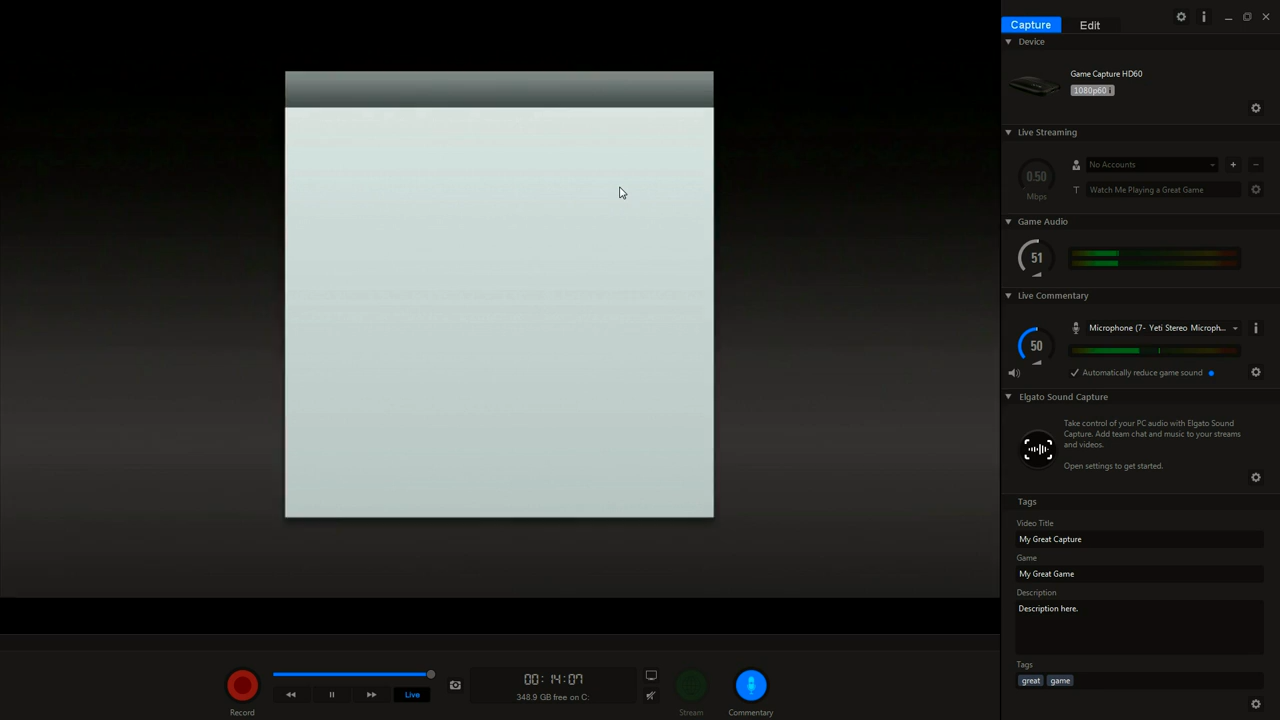 Capture
Edit
Device
Game Capture HD60
1080p60
Live Streaming
0.50
Mbps
No Accounts
T
Watch Me Playing a Great Game
Game Audio
51
Live Commentary
50
Microphone (7- Yeti Stereo Microph...
Automatically reduce game sound
Elgato Sound Capture
Take control of your PC audio with Elgato Sound
Capture. Add team chat and music to your streams
and videos.
Open settings to get started.
Tags
Video Title
My Great Capture
Game
My Great Game
Description
Description here.
Tags
great game
Record
Live
00:14:07
348.9 GB free on C:
Stream
Commentary